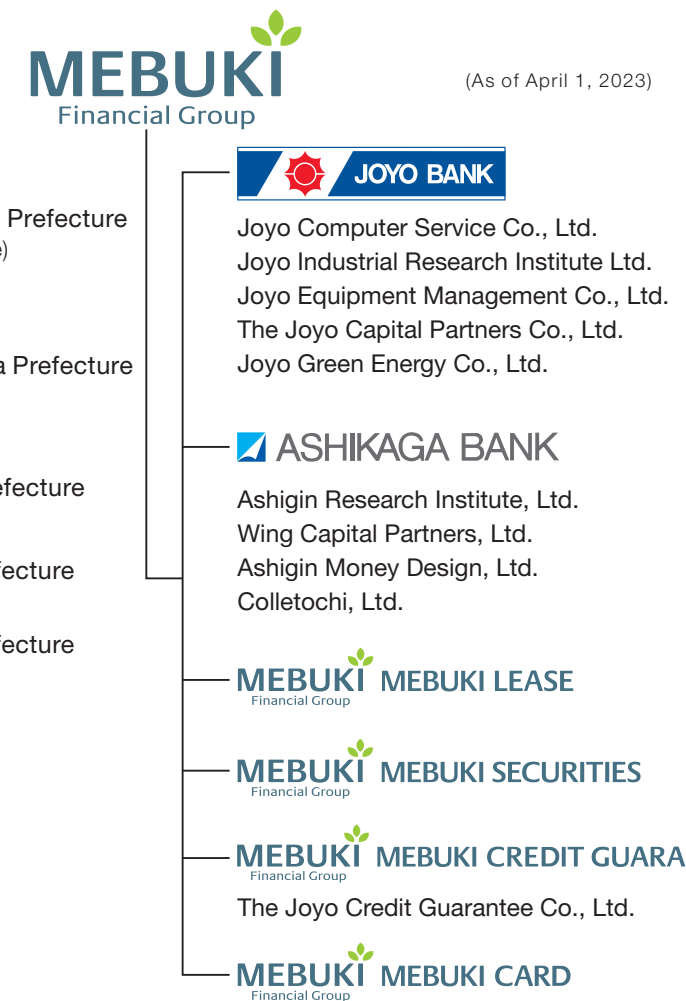 MEBUKI
Financial Group
(As of April 1, 2023)
JOYO BANK
Prefecture
)
Joyo Computer Service Co., Ltd.
Joyo Industrial Research Institute Ltd.
Joyo Equipment Management Co., Ltd.
The Joyo Capital Partners Co., Ltd.
a Prefecture
Joyo Green Energy Co., Ltd.
ASHIKAGA BANK
efecture
Ashigin Research Institute, Ltd.
Wing Capital Partners, Ltd.
fecture
Ashigin Money Design, Ltd.
Colletochi, Ltd.
fecture
MEBUKI MEBUKI LEASE
Financial Group
MEBUKI MEBUKI SECURITIES
Financial Group
MEBUKI MEBUKI CREDIT GUARA
Financial Group
The Joyo Credit Guarantee Co., Ltd.
MEBUKI MEBUKI CARD
Financial Group